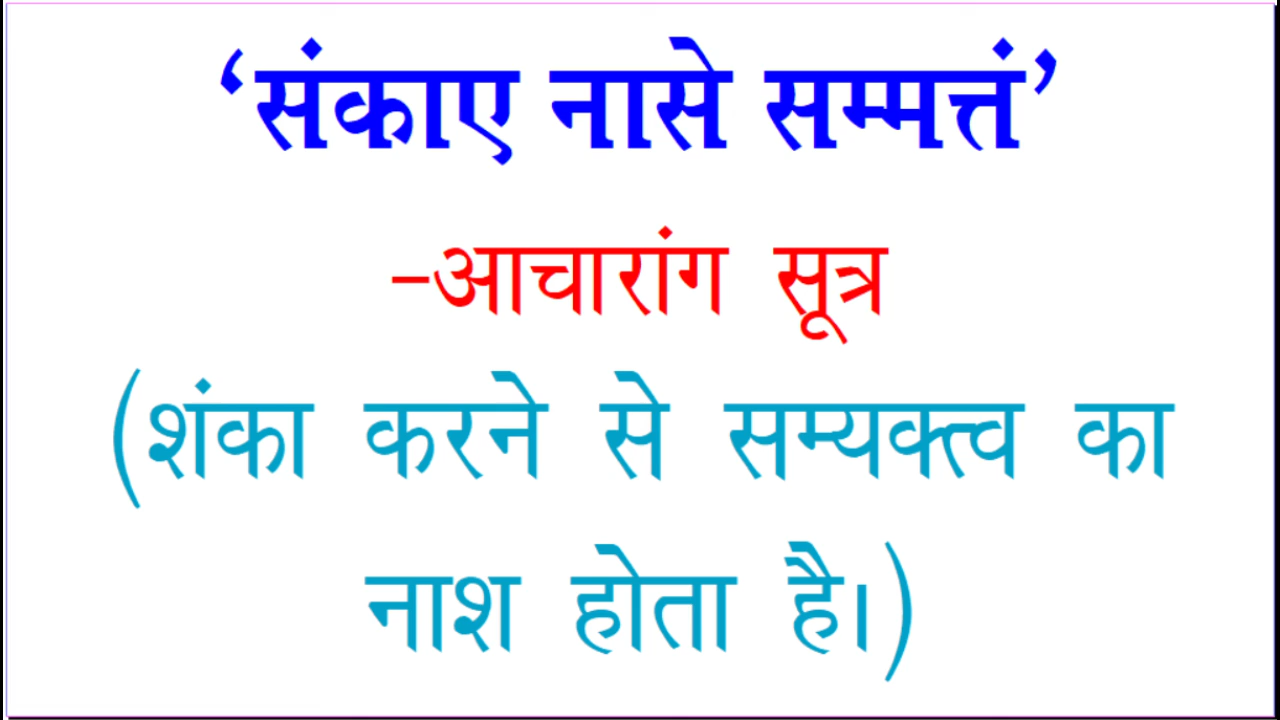 ‘संकाए नासे सम्मत्तं’
-आचारांग सूत्र
(शंका करने से सम्यक्त्व का
नाश होता है।)